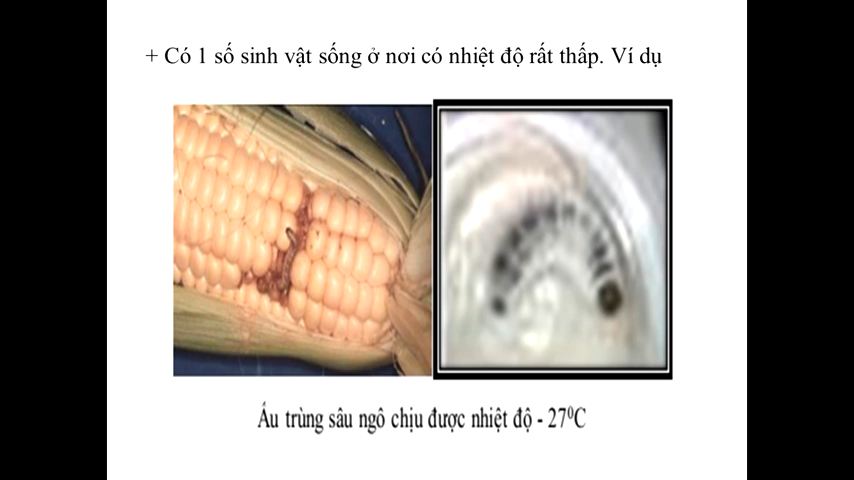 + Có 1 số sinh vật sống ở nơi có nhiệt độ rất thấp. Ví dụ
Ấu trùng sâu ngô chịu được nhiệt độ - 27⁰C